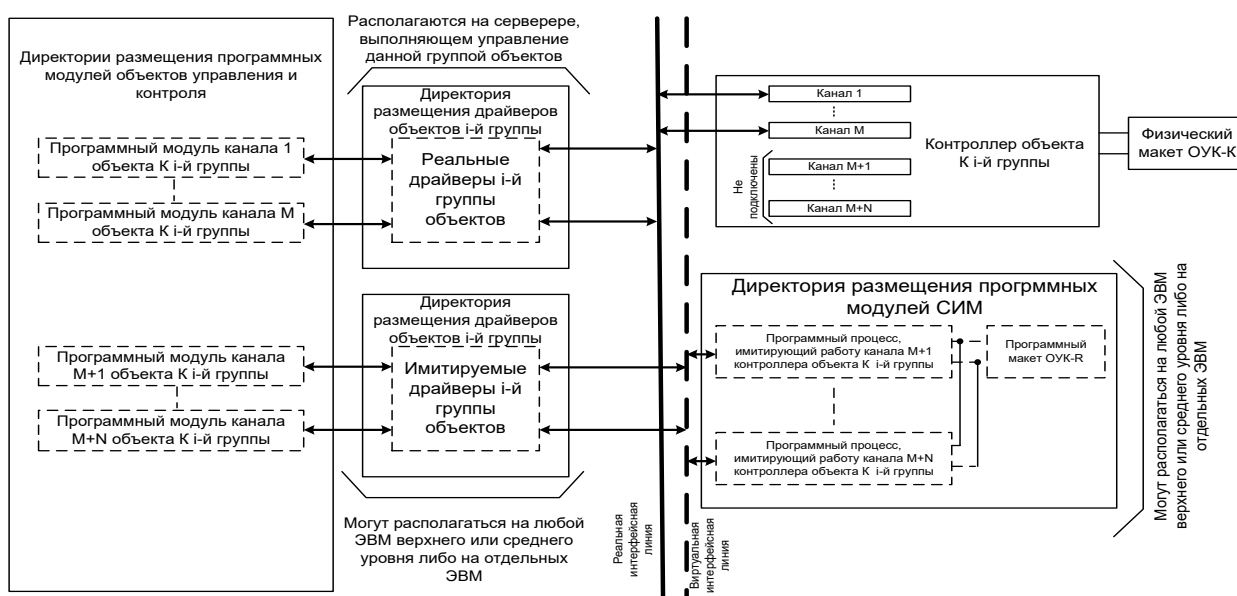 Директории размещения программных
модулей объектов управления и
контроля
Программный модуль канала 1
объекта К i-й группы
Программный модуль канала М
объекта К i-й группы
Программный модуль канала
М+1 объекта К i-й группы
Программный модуль канала
M+N объекта К i-й группы
Располагаются на серверере,
выполняющем управление
данной группой объектов
Директория
размещения драйверов
объектов i-й группы
Реальные
драйверы i-й
группы
объектов
Директория
размещения драйверов
объектов i-й группы
Имитируемые
драйверы i-й
группы
объектов
Могут располагаться на любой
ЭВМ верхнего или среднего
уровня либо на отдельных
ЭВМ
Реальная
интерфейсная
линия
Виртуальная
интерфейсная
линия
Канал 1
Канал М
Не
подключены
Канал М+1
Канал M+N
Контроллер объекта
К i-й группы
Физический
макет ОУК-К
Директория размещения прогрммных
модулей СИМ
Программный процесс,
имитирующий работу канала М+1
контроллера объекта К i-й группы
Программный
макет ОУК-R
Программный процесс,
имитирующий работу канала M+N
контроллера объекта К i-й группы
Могут располагаться на любой ЭВМ
верхнего или среднего уровня либо на
отдельных ЭВМ